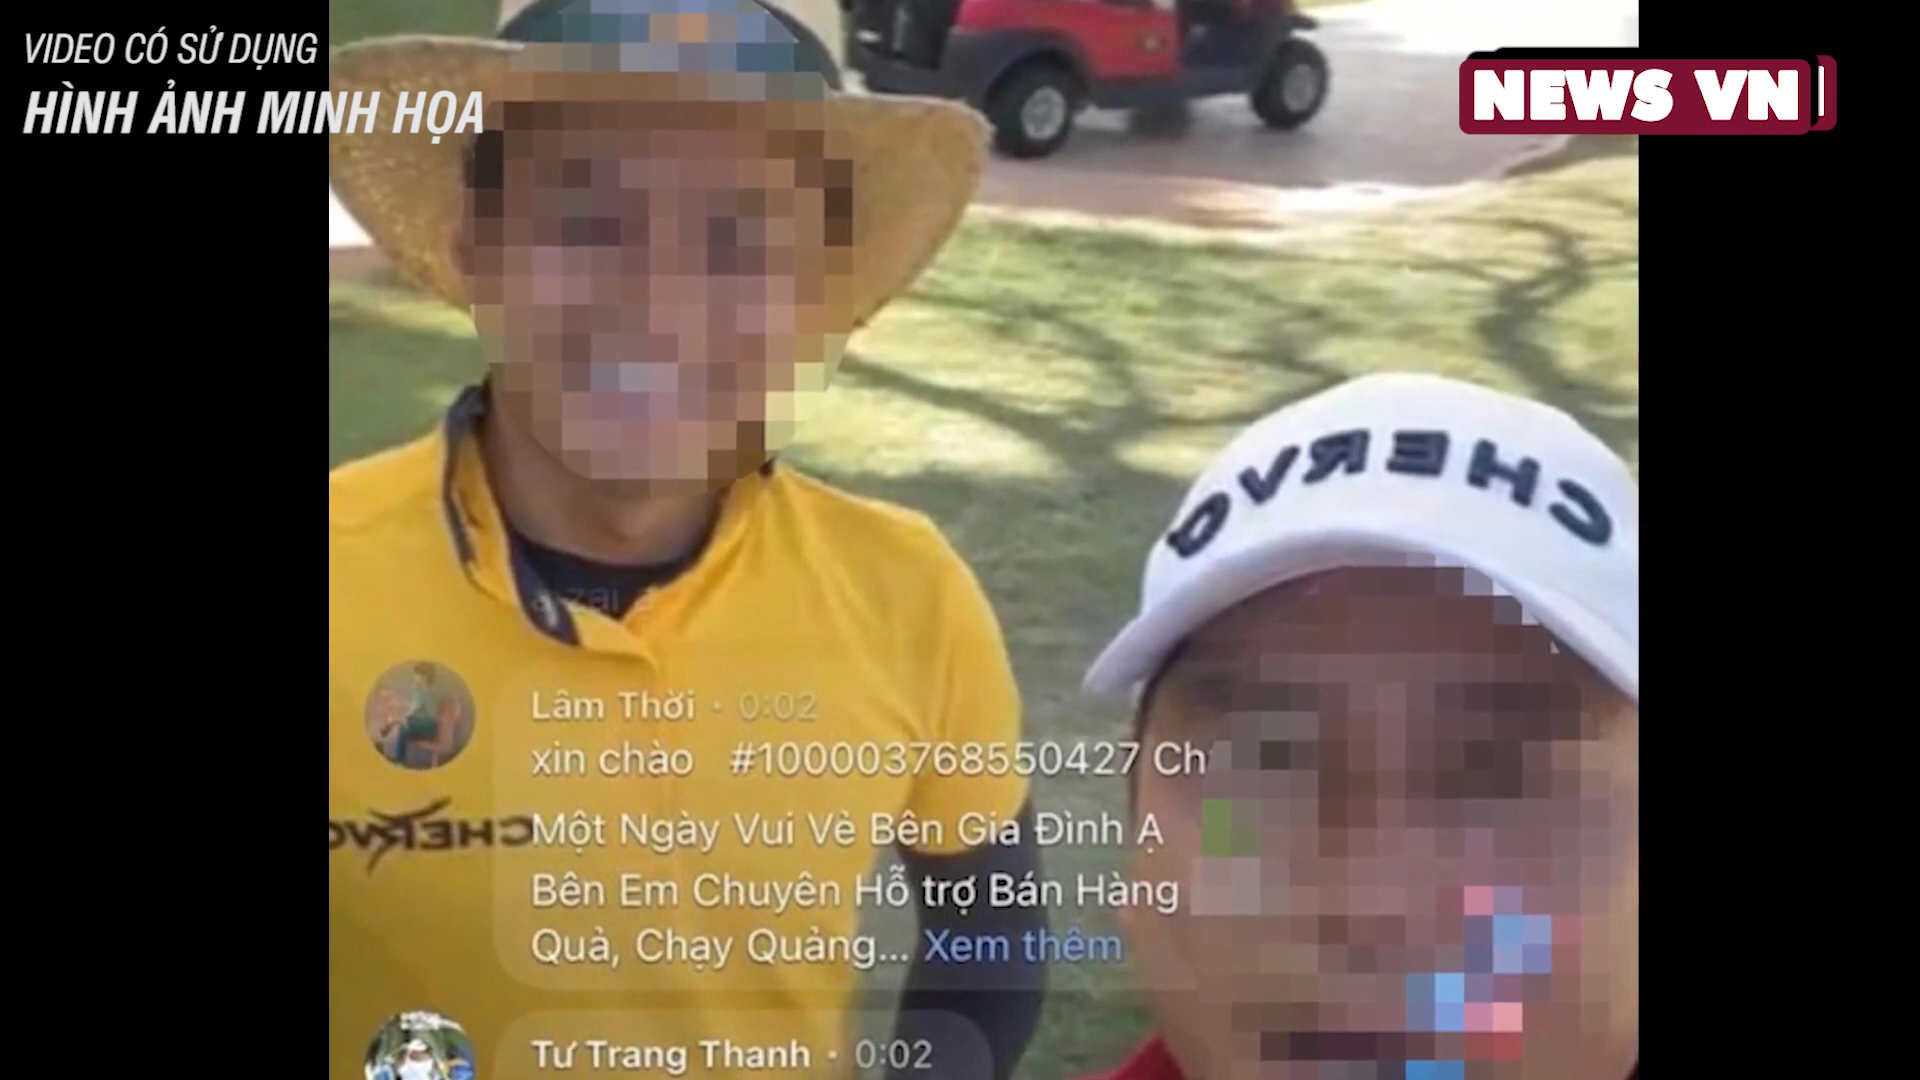 VIDEO CÓ SỬ DỤNG
HÌNH ẢNH MINH HỌA
NEWS VN
CHERVO
CHERVO
Lâm Thời · 0:02
xin chào #100003768550427 Ch
Một Ngày Vui Vẻ Bên Gia Đình Ạ
Bên Em Chuyên Hỗ trợ Bán Hàng
Quả, Chạy Quảng... Xem thêm
Tư Trang Thanh · 0:02